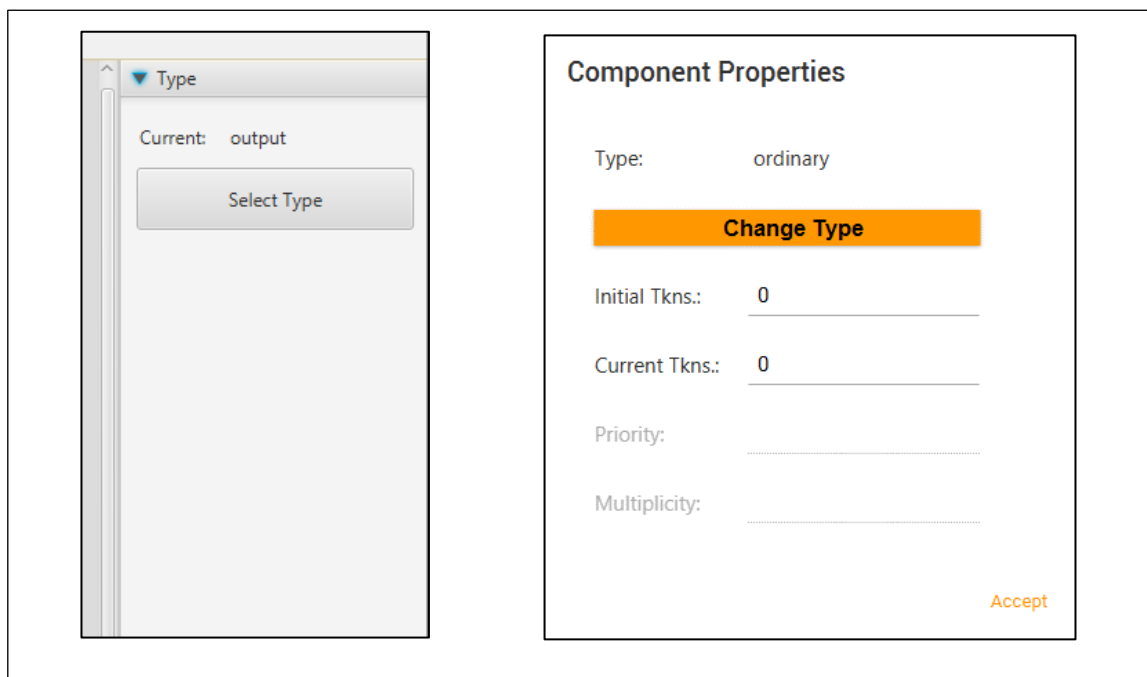 Type
Current: output
Select Type
Component Properties
Type: ordinary
Change Type
Initial Tkns.: 0
Current Tkns.: 0
Priority:
Multiplicity:
Accept